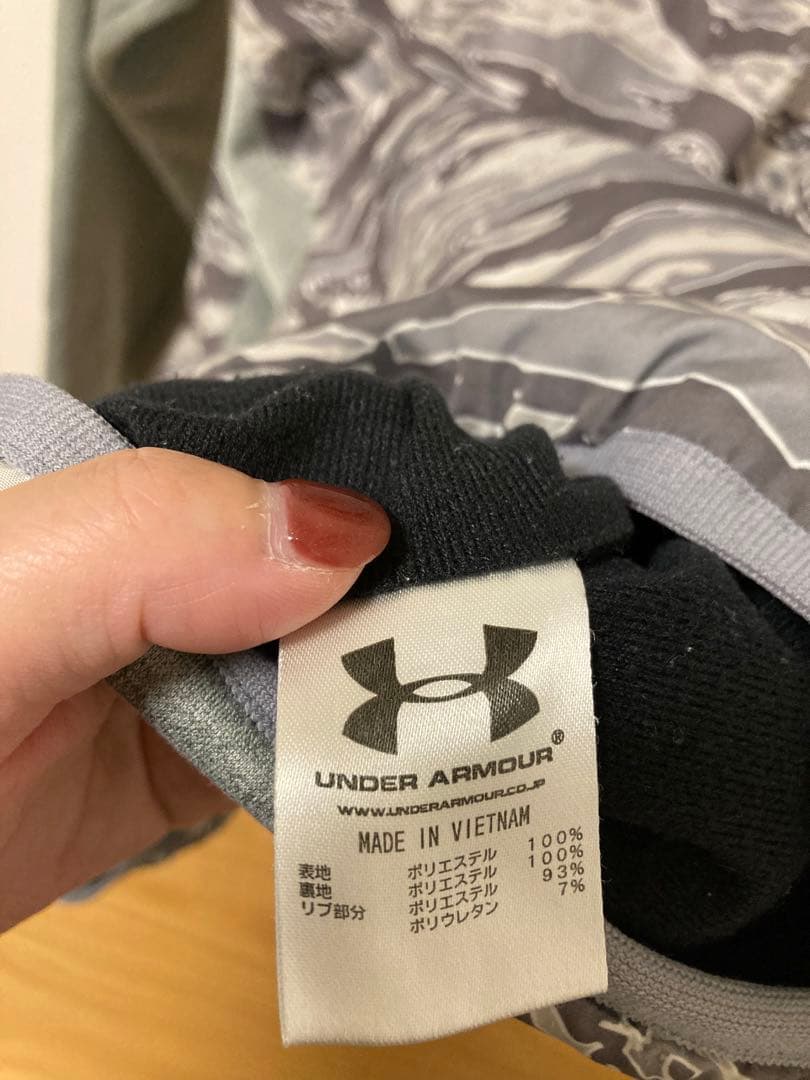 UNDER ARMOUR®
WWW.UNDERARMOUR.CO.JP
MADE IN VIETNAM
表地 ポリエステル 100%
裏地 ポリエステル 100%
リブ部分 ポリエステル 93%
ポリウレタン 7%